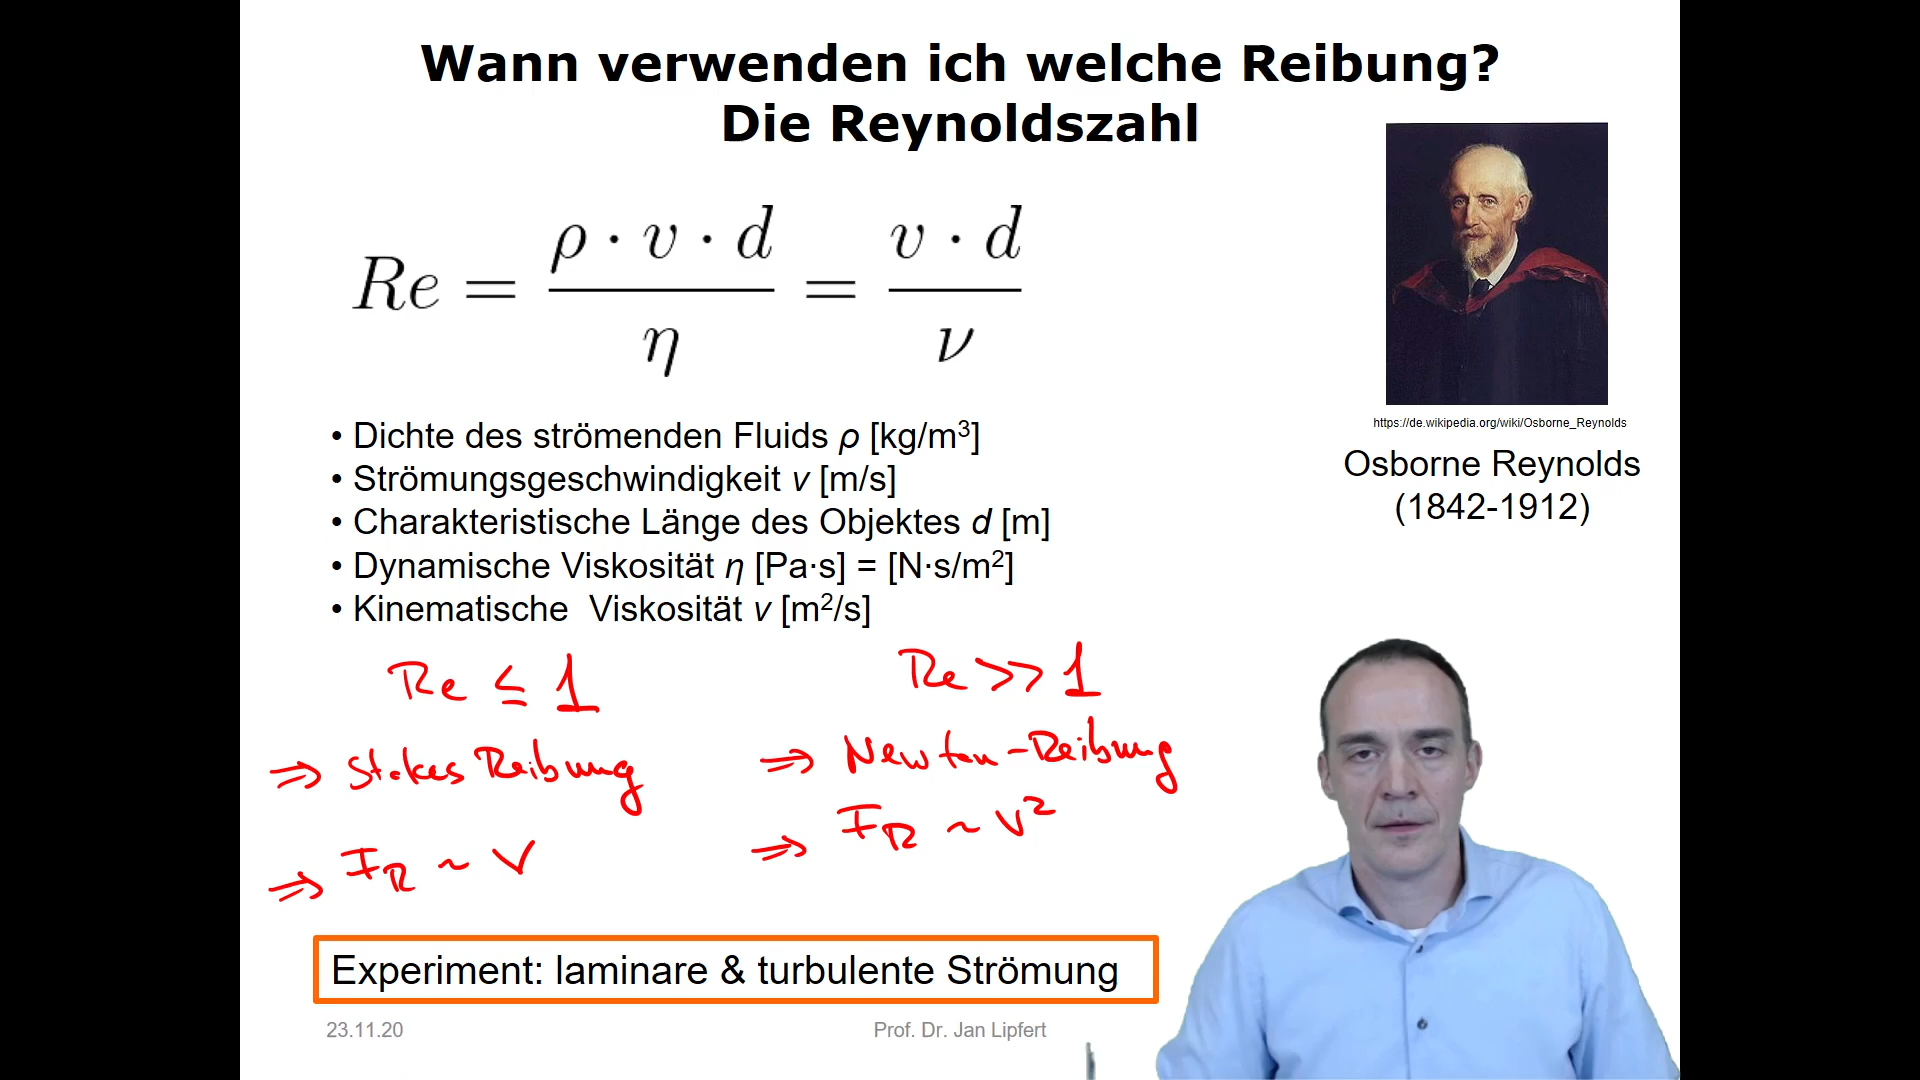 Wann verwenden ich welche Reibung?
Die Reynoldszahl
Re = ρ · v · d / η = v · d / ν
• Dichte des strömenden Fluids ρ [kg/m³]
• Strömungsgeschwindigkeit v [m/s]
• Charakteristische Länge des Objektes d [m]
• Dynamische Viskosität η [Pa·s] = [N·s/m²]
• Kinematische Viskosität ν [m²/s]
https://de.wikipedia.org/wiki/Osborne_Reynolds
Osborne Reynolds
(1842-1912)
Re ≤ 1
⇒ Stokes Reibung
⇒ F_R ~ v
Re >> 1
⇒ Newton-Reibung
⇒ F_R ~ v²
Experiment: laminare & turbulente Strömung
23.11.20
Prof. Dr. Jan Lipfert